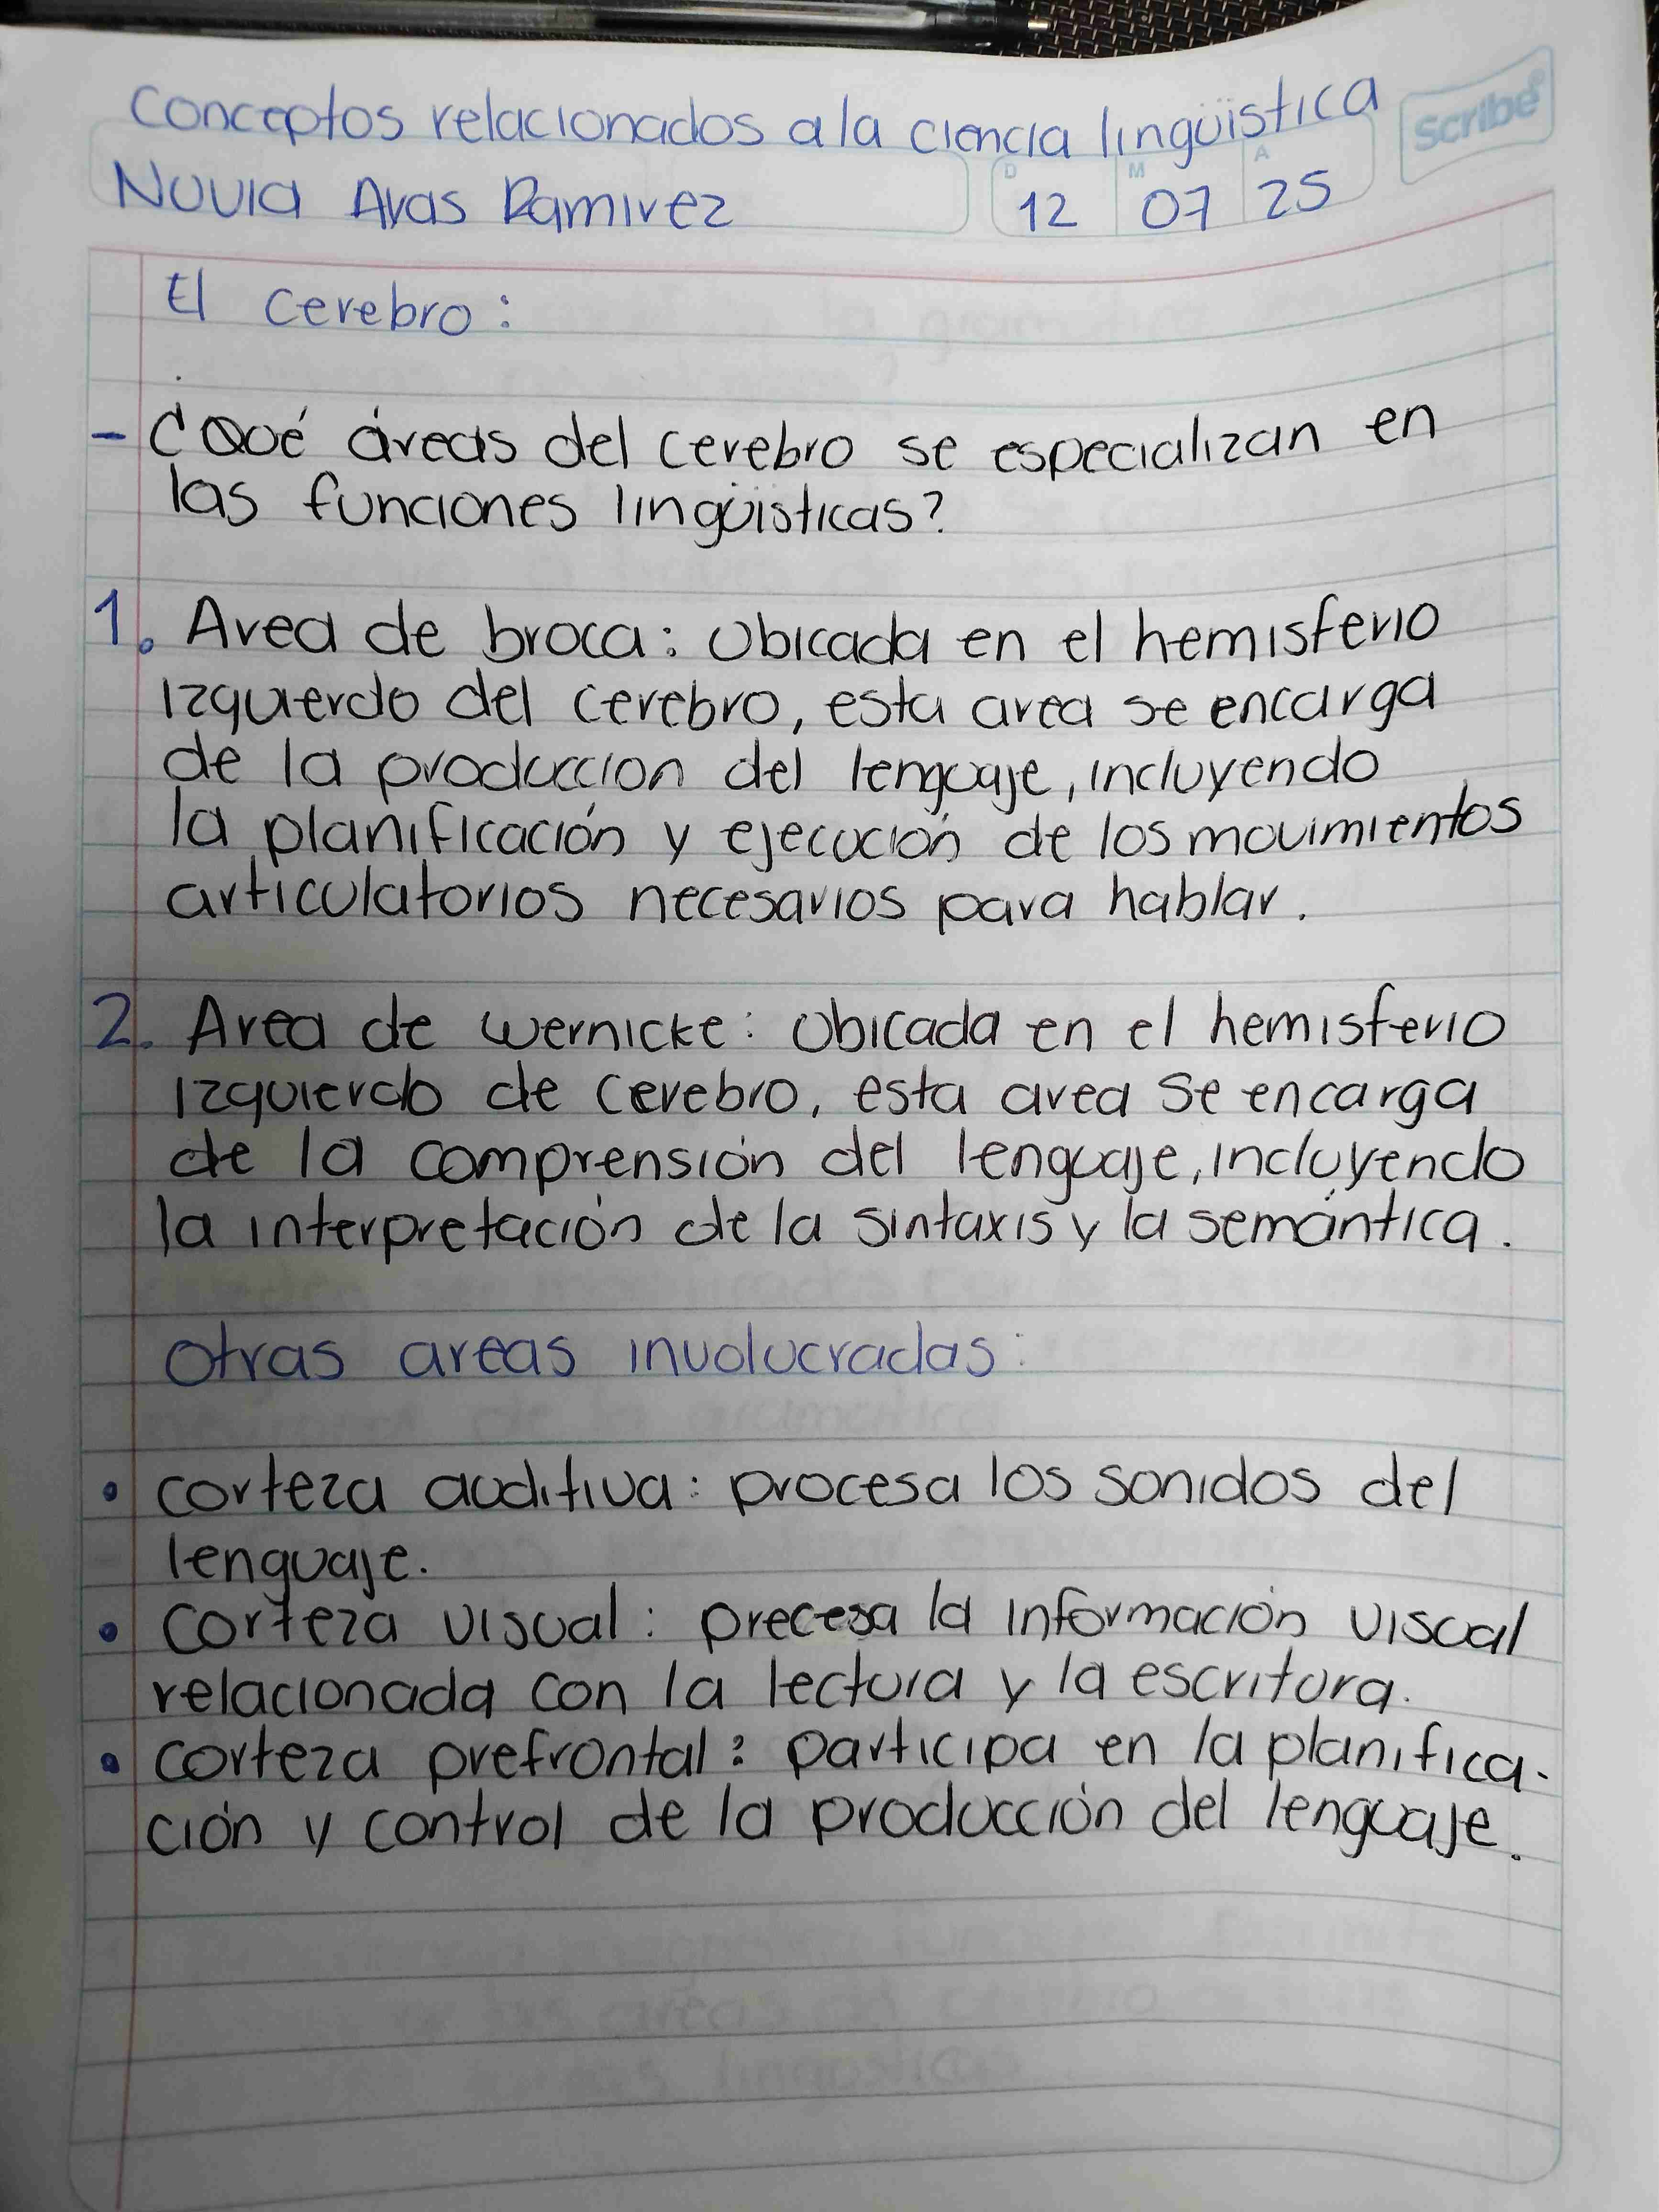 Conceptos relacionados a la ciencia lingüistica
Scribe
D M A
Nuvia Aras Ramirez 12 07 25
El cerebro:
- ¿Qué áreas del cerebro se especializan en
las funciones lingüisticas?
1. Area de broca: Ubicada en el hemisferio
izquierdo del cerebro, esta area se encarga
de la produccion del lenguaje, incluyendo
la planificación y ejecución de los movimientos
articulatorios necesarios para hablar.
2. Area de wernicke: Ubicada en el hemisferio
izquierdo de cerebro, esta area se encarga
de la comprensión del lenguaje, incluyendo
la interpretación de la sintaxis y la semántica.
Otras areas involucradas:
• corteza auditiva: procesa los sonidos del
lenguaje.
• corteza visual: precesa la información visual
relacionada con la lectura y la escritura.
• corteza prefrontal: participa en la planifica-
ción y control de la producción del lenguaje.